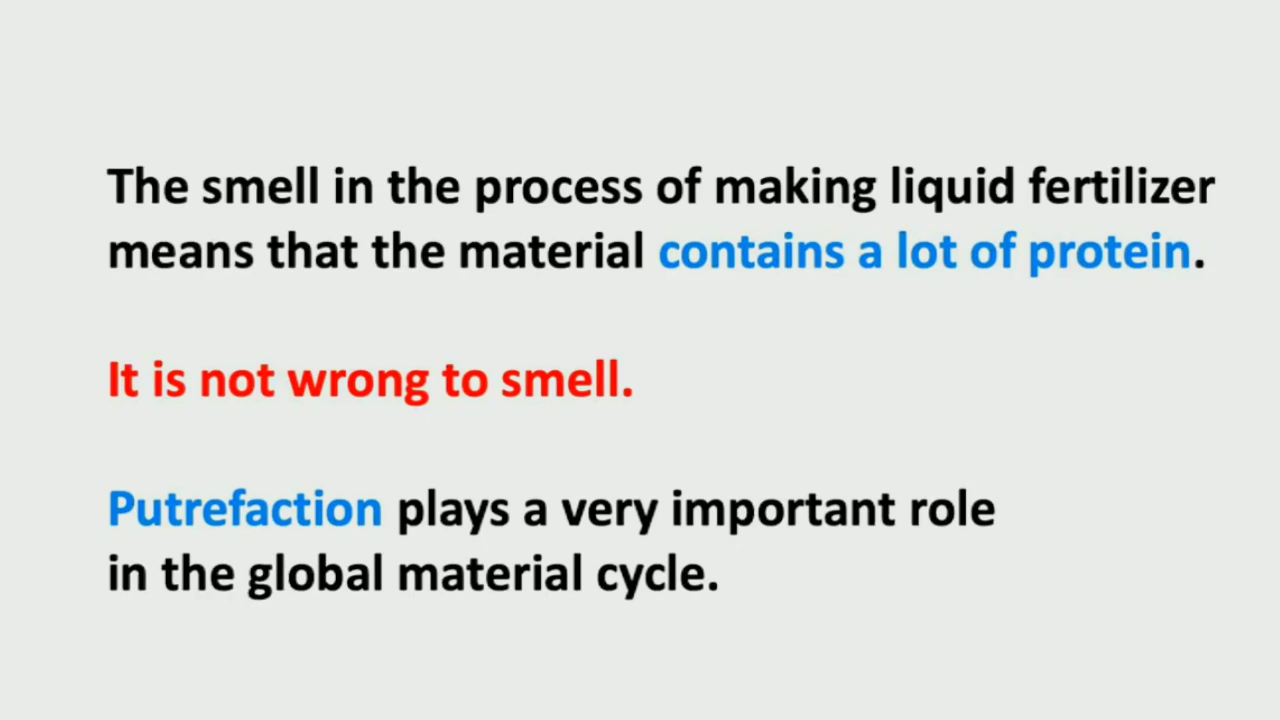 The smell in the process of making liquid fertilizer
means that the material contains a lot of protein.
It is not wrong to smell.
Putrefaction plays a very important role
in the global material cycle.